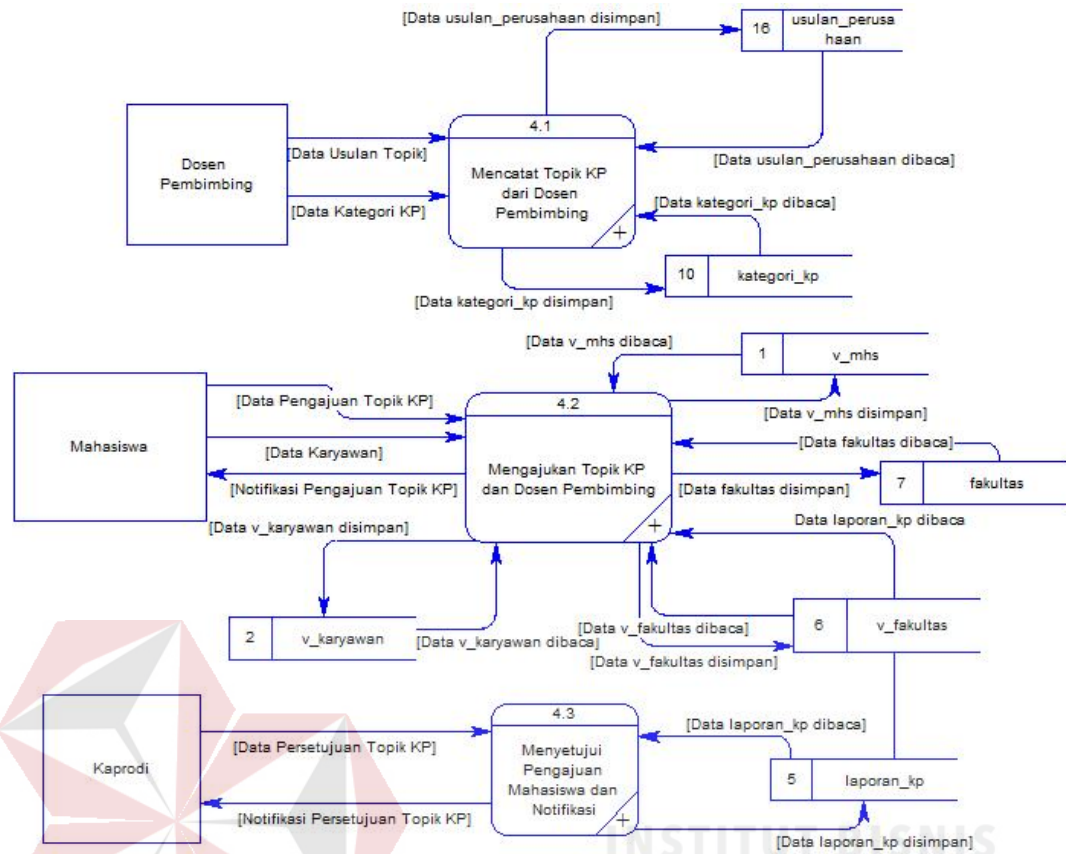 [Data usulan_perusahaan disimpan]
16
usulan_perusa
haan
4.1
Dosen
Pembimbing
[Data Usulan Topik]
Mencatat Topik KP
dari Dosen
Pembimbing
+
[Data usulan_perusahaan dibaca]
[Data Kategori KP]
[Data kategori_kp dibaca]
10
kategori_kp
[Data kategori_kp disimpan]
[Data v_mhs dibaca]
1
v_mhs
[Data Pengajuan Topik KP]
4.2
[Data v_mhs disimpan]
Mahasiswa
[Data Karyawan]
Mengajukan Topik KP
dan Dosen Pembimbing
+
[Data fakultas dibaca]
[Notifikasi Pengajuan Topik KP]
[Data fakultas disimpan]
7
fakultas
[Data v_karyawan disimpan]
Data laporan_kp dibaca
2
v_karyawan
[Data v_karyawan dibaca]
[Data v_fakultas dibaca]
6
v_fakultas
[Data v_fakultas disimpan]
4.3
Kaprodi
[Data Persetujuan Topik KP]
Menyetujui
Pengajuan
Mahasiswa dan
Notifikasi
+
[Data laporan_kp dibaca]
5
laporan_kp
[Notifikasi Persetujuan Topik KP]
[Data laporan_kp disimpan]
INSTITUT BISNIS